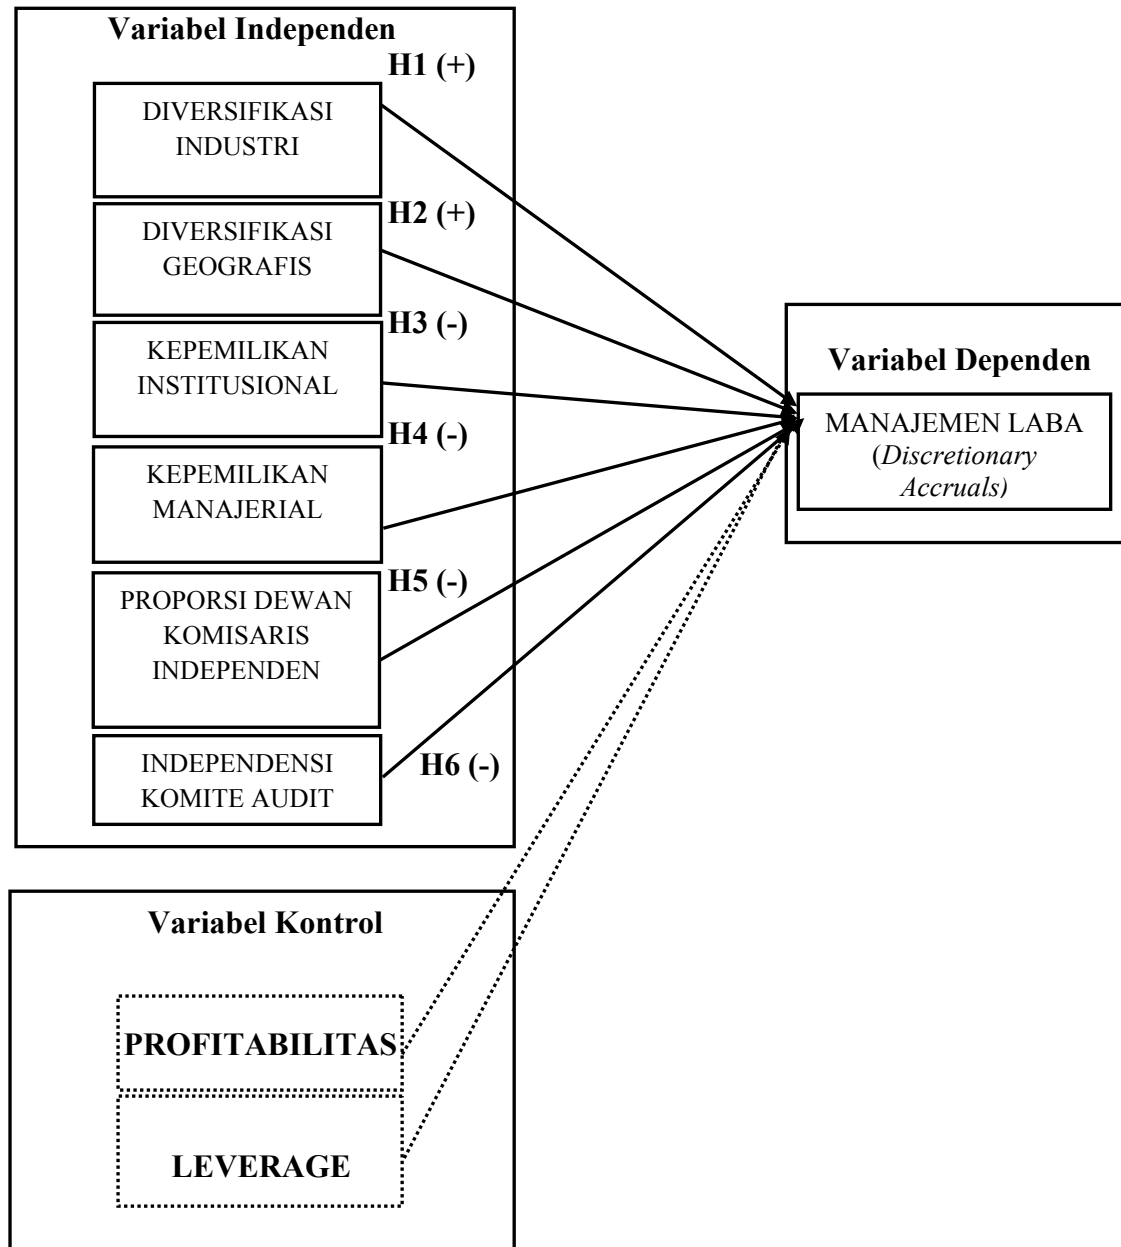 Variabel Independen
H1 (+)
DIVERSIFIKASI
INDUSTRI
H2 (+)
DIVERSIFIKASI
GEOGRAFIS
H3 (-)
KEPEMILIKAN
INSTITUSIONAL
H4 (-)
KEPEMILIKAN
MANAJERIAL
H5 (-)
PROPORSI DEWAN
KOMISARIS
INDEPENDEN
H6 (-)
INDEPENDENSI
KOMITE AUDIT
Variabel Dependen
MANAJEMEN LABA
(Discretionary
Accruals)
Variabel Kontrol
PROFITABILITAS
LEVERAGE